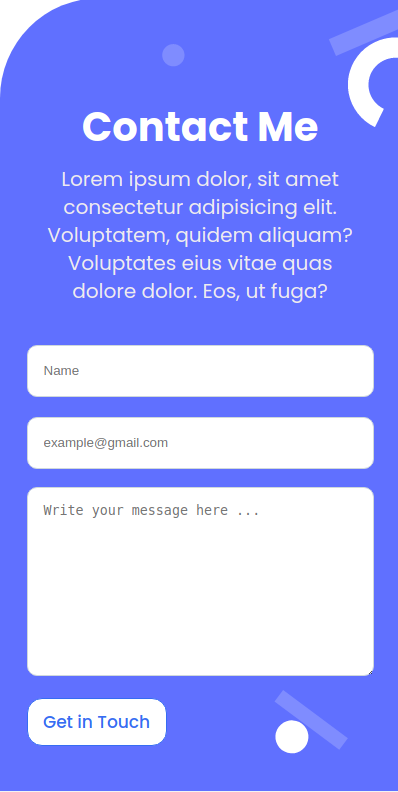 Contact Me
Lorem ipsum dolor, sit amet
consectetur adipisicing elit.
Voluptatem, quidem aliquam?
Voluptates eius vitae quas
dolore dolor. Eos, ut fuga?
Name
example@gmail.com
Write your message here ...
Get in Touch